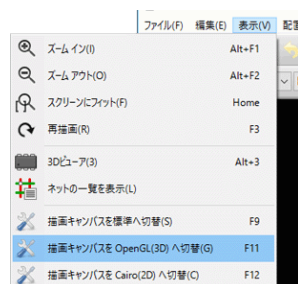 ファイル(F) 編集(E) 表示(V) 配
ズーム イン(I) Alt+F1
ズーム アウト(O) Alt+F2
スクリーンにフィット(F) Home
再描画(R) F3
3Dビューア(3) Alt+3
ネットの一覧を表示(L)
描画キャンバスを標準へ切替(S) F9
描画キャンバスを OpenGL(3D) へ切替(G) F11
描画キャンバスを Cairo(2D) へ切替(C) F12